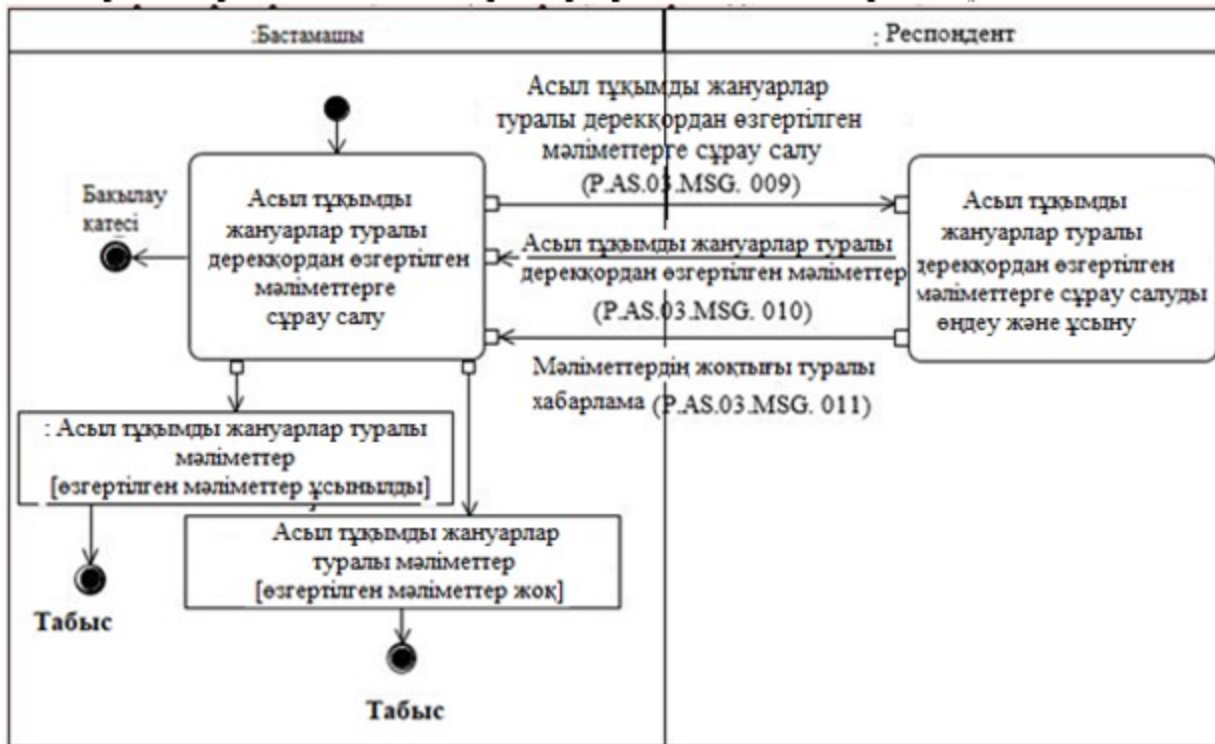 :Бастамашы
: Респондент
Асыл тұқымды жануарлар
туралы дерекқордан өзгертілген
мәліметтерге сұрау салу
(P.AS.03.MSG. 009)
Бақылау
қатесі
Асыл тұқымды
жануарлар туралы
дерекқордан өзгертілген
мәліметтерге
сұрау салу
Асыл тұқымды жануарлар туралы
дерекқордан өзгертілген мәліметтер
(P.AS.03.MSG. 010)
Асыл тұқымды
жануарлар туралы
дерекқордан өзгертілген
мәліметтерге сұрау салуды
өңдеу және ұсыну
Мәліметтердің жоқтығы туралы
хабарлама (P.AS.03.MSG. 011)
: Асыл тұқымды жануарлар туралы
мәліметтер
[өзгертілген мәліметтер ұсынылды]
Асыл тұқымды жануарлар
туралы мәліметтер
[өзгертілген мәліметтер жоқ]
Табыс
Табыс